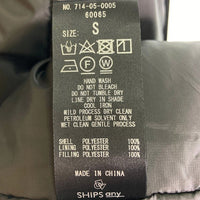 NO. 714-05-0005
60065
SIZE: S
HAND WASH
DO NOT BLEACH
DO NOT TUMBLE DRY
LINE DRY IN SHADE
COOL IRON
MILD PROCESS DRY CLEAN
PETROLEUM SOLVENT ONLY
WET CLEAN GENTLE PROCESS
SHELL POLYESTER 100%
LINING POLYESTER 100%
FILLING POLYESTER 100%
MADE IN CHINA
SHIPS any